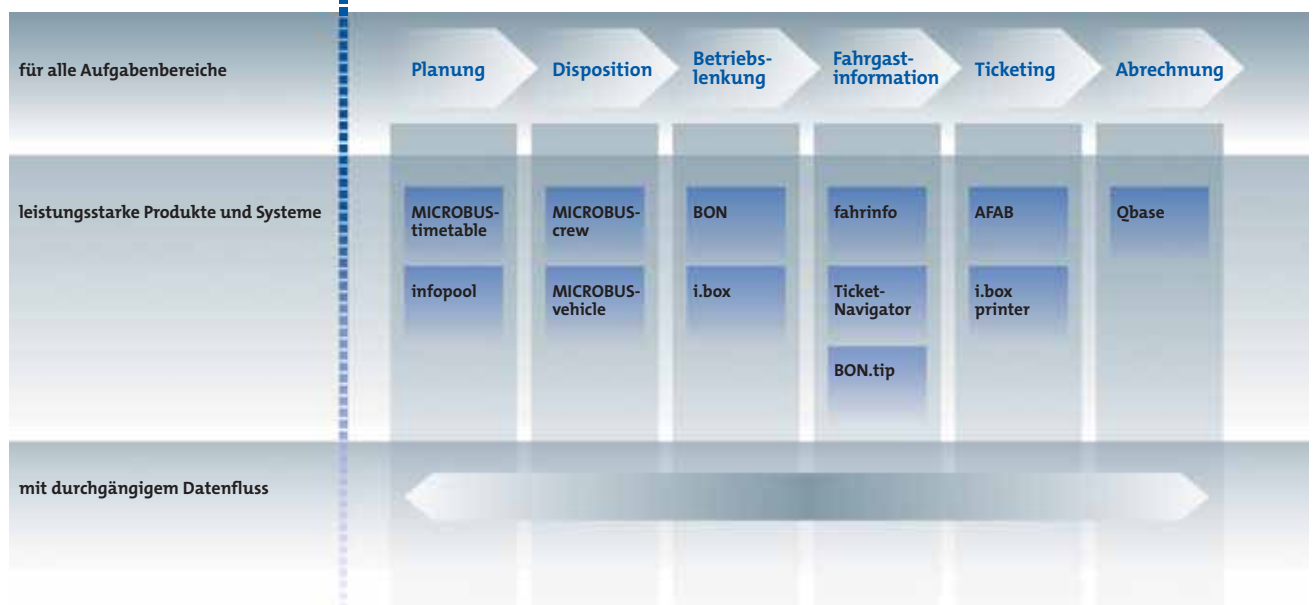 für alle Aufgabenbereiche
Planung
Disposition
Betriebs-
lenkung
Fahrgast-
information
Ticketing
Abrechnung
leistungsstarke Produkte und Systeme
MICROBUS-
timetable
MICROBUS-
crew
BON
fahrinfo
AFAB
Qbase
infopool
MICROBUS-
vehicle
i.box
Ticket-
Navigator
i.box
printer
BON.tip
mit durchgängigem Datenfluss